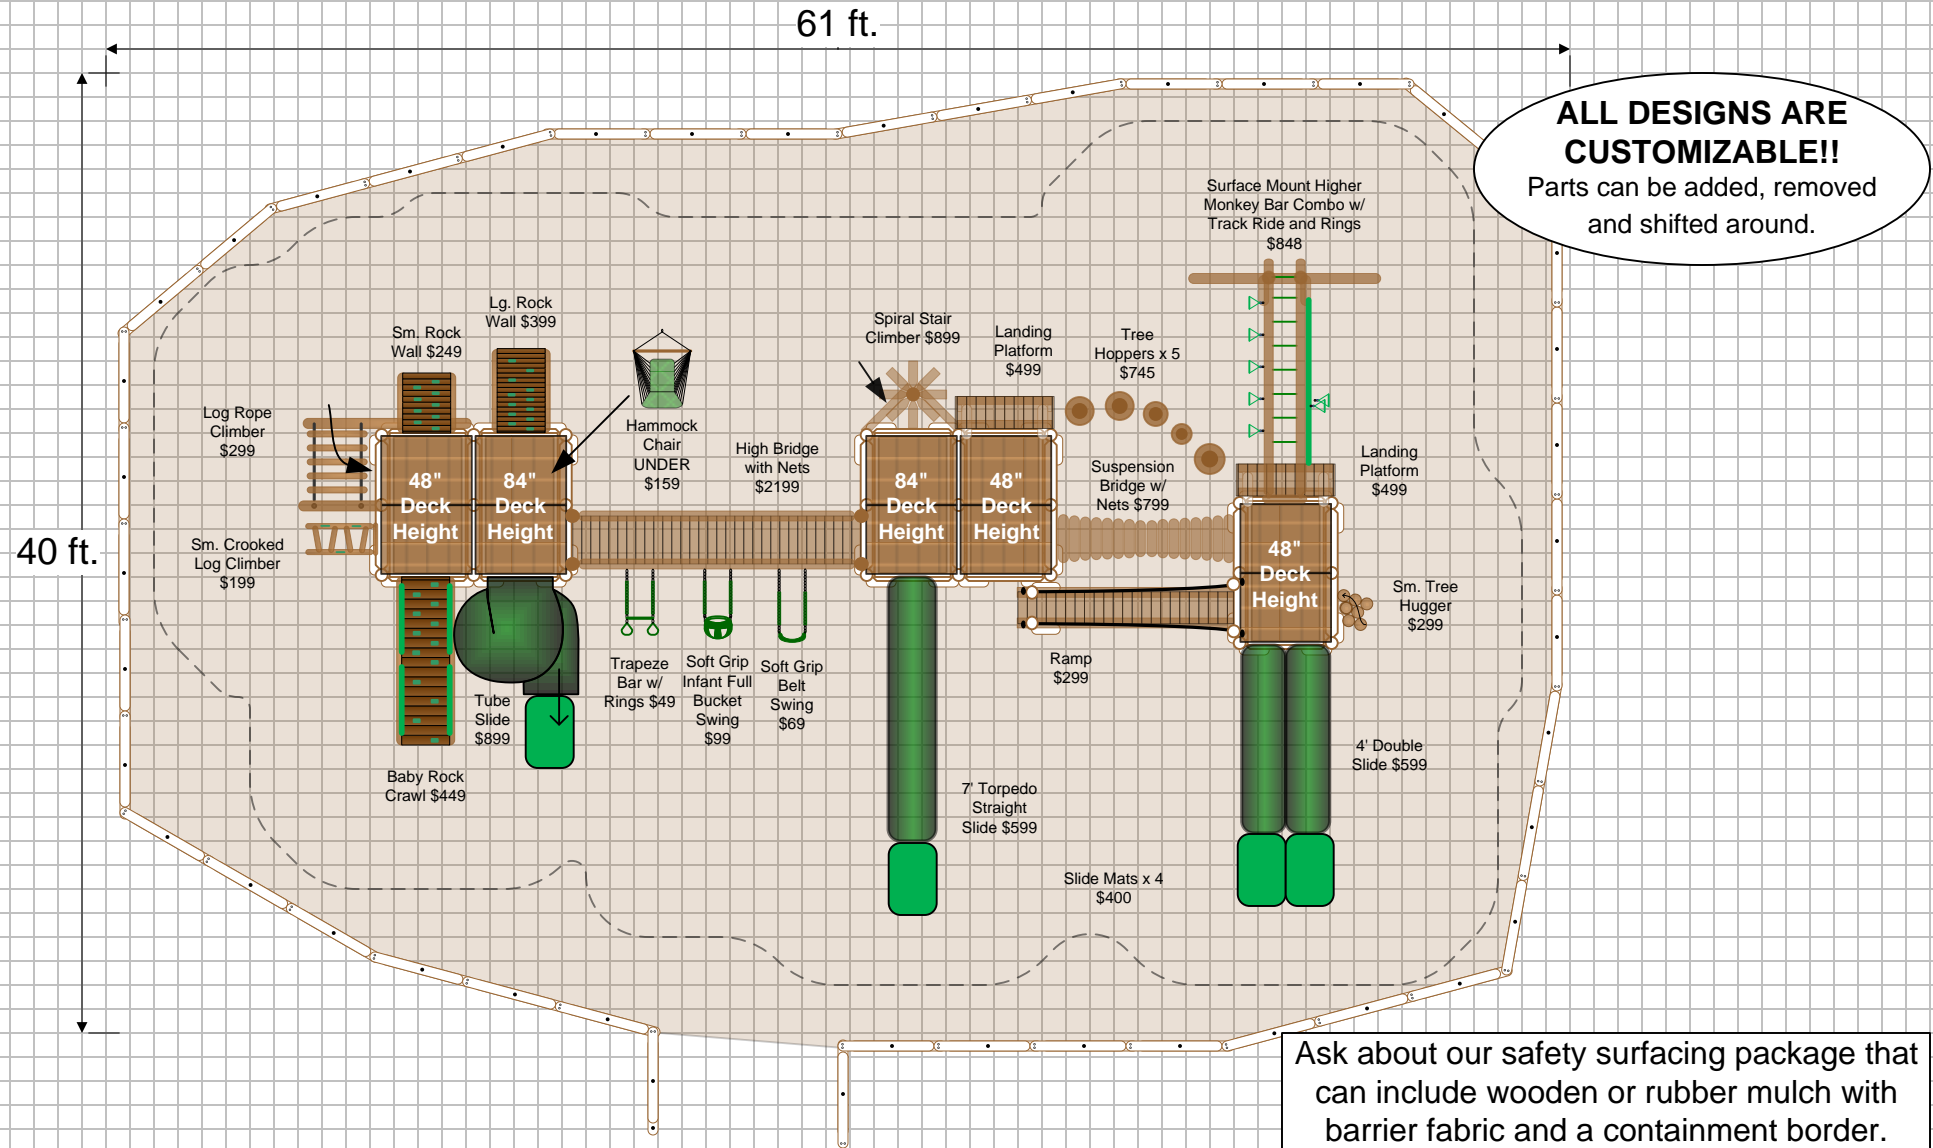 61 ft.
40 ft.
ALL DESIGNS ARE
CUSTOMIZABLE!!
Parts can be added, removed
and shifted around.
Surface Mount Higher
Monkey Bar Combo w/
Track Ride and Rings
$848
Lg. Rock
Wall $399
Sm. Rock
Wall $249
Spiral Stair
Climber $899
Landing
Platform
$499
Tree
Hoppers x 5
$745
Log Rope
Climber
$299
Hammock
Chair
UNDER
$159
High Bridge
with Nets
$2199
Suspension
Bridge w/
Nets $799
Landing
Platform
$499
48"
Deck
Height
84"
Deck
Height
84"
Deck
Height
48"
Deck
Height
48"
Deck
Height
Sm. Crooked
Log Climber
$199
Sm. Tree
Hugger
$299
Ramp
$299
Trapeze
Bar w/
Rings $49
Soft Grip
Infant Full
Bucket
Swing
$99
Soft Grip
Belt
Swing
$69
Tube
Slide
$899
Baby Rock
Crawl $449
7' Torpedo
Straight
Slide $599
4' Double
Slide $599
Slide Mats x 4
$400
Ask about our safety surfacing package that
can include wooden or rubber mulch with
barrier fabric and a containment border.